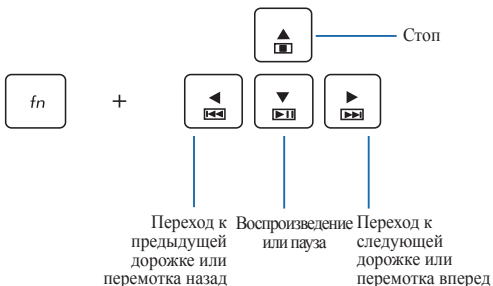 Стоп
fn
+
Переход к
предыдущей
дорожке или
перемотка назад
Воспроизведение
или пауза
Переход к
следующей
дорожке или
перемотка вперед